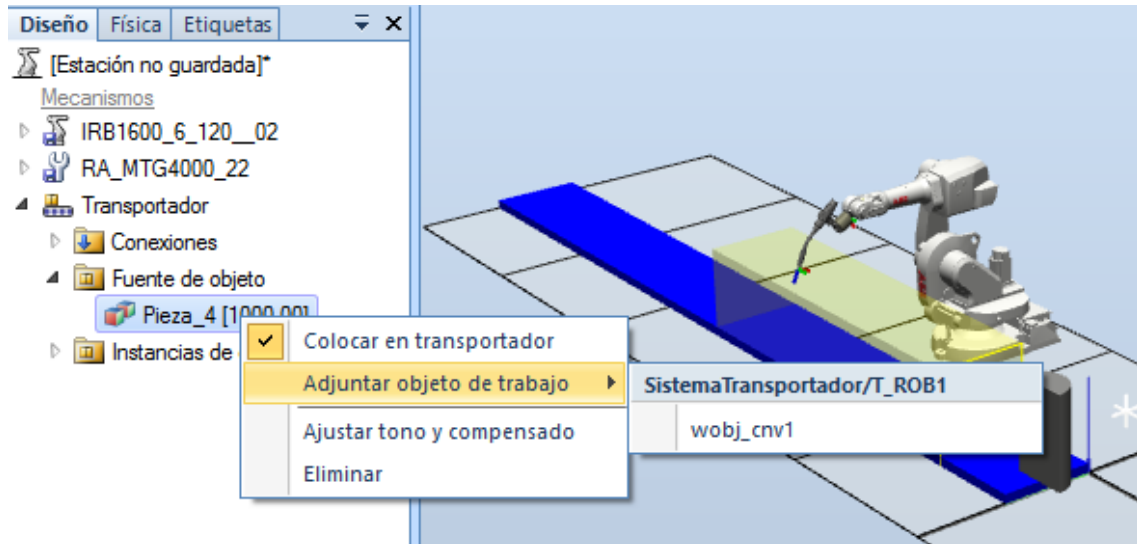 Diseño Física Etiquetas
[Estación no guardada]*
Mecanismos
IRB1600_6_120__02
RA_MTG4000_22
Transportador
Conexiones
Fuente de objeto
Pieza_4 [1000,00]
Instancias de
Colocar en transportador
Adjuntar objeto de trabajo
Ajustar tono y compensado
Eliminar
SistemaTransportador/T_ROB1
wobj_cnv1